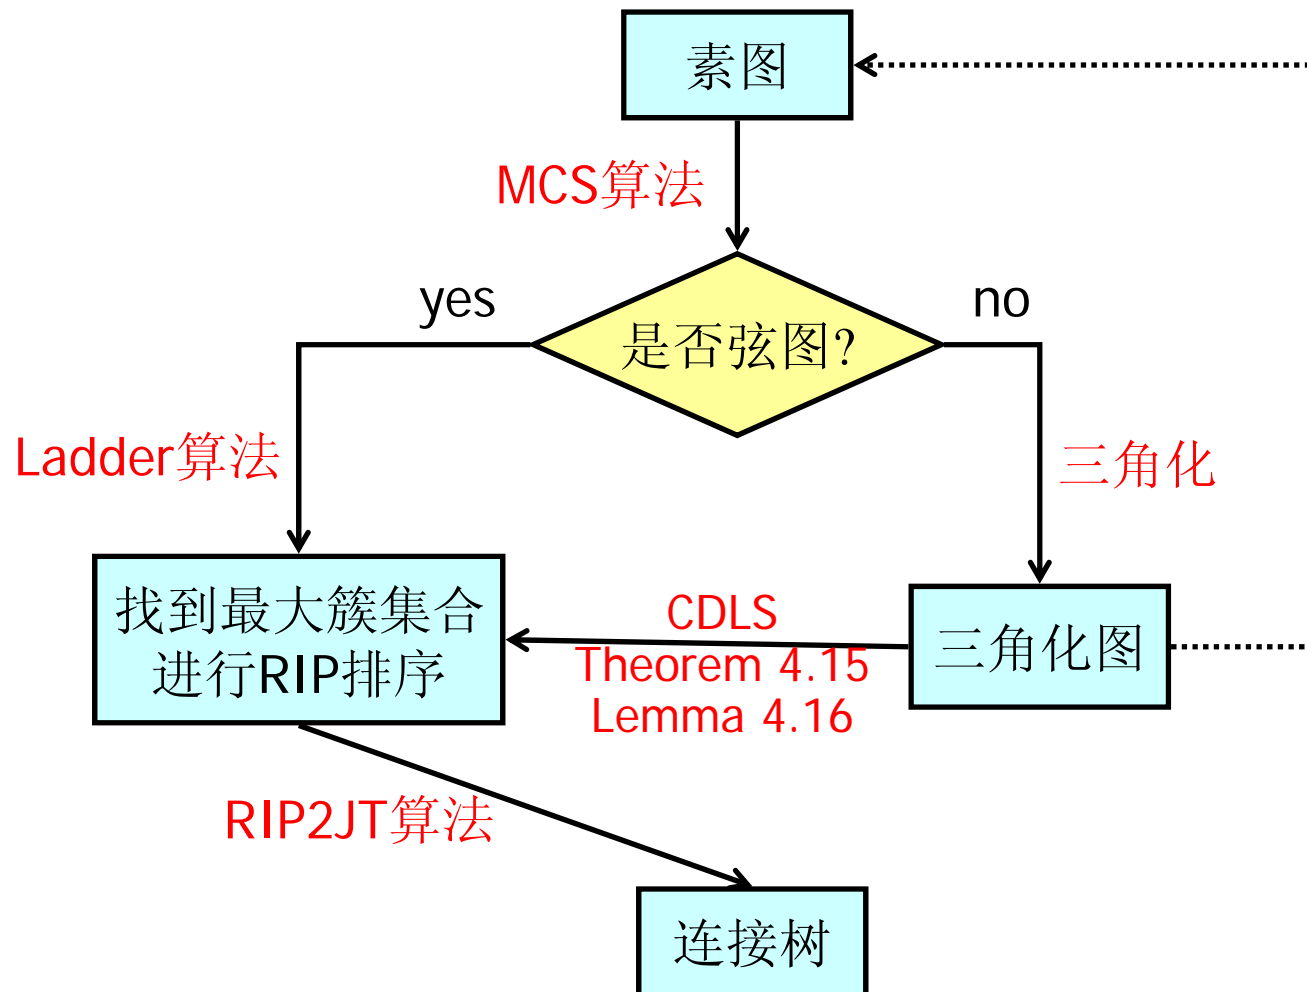 素图
MCS算法
yes
no
是否弦图?
Ladder算法
三角化
找到最大簇集合
进行RIP排序
CDLS
Theorem 4.15
Lemma 4.16
三角化图
RIP2JT算法
连接树